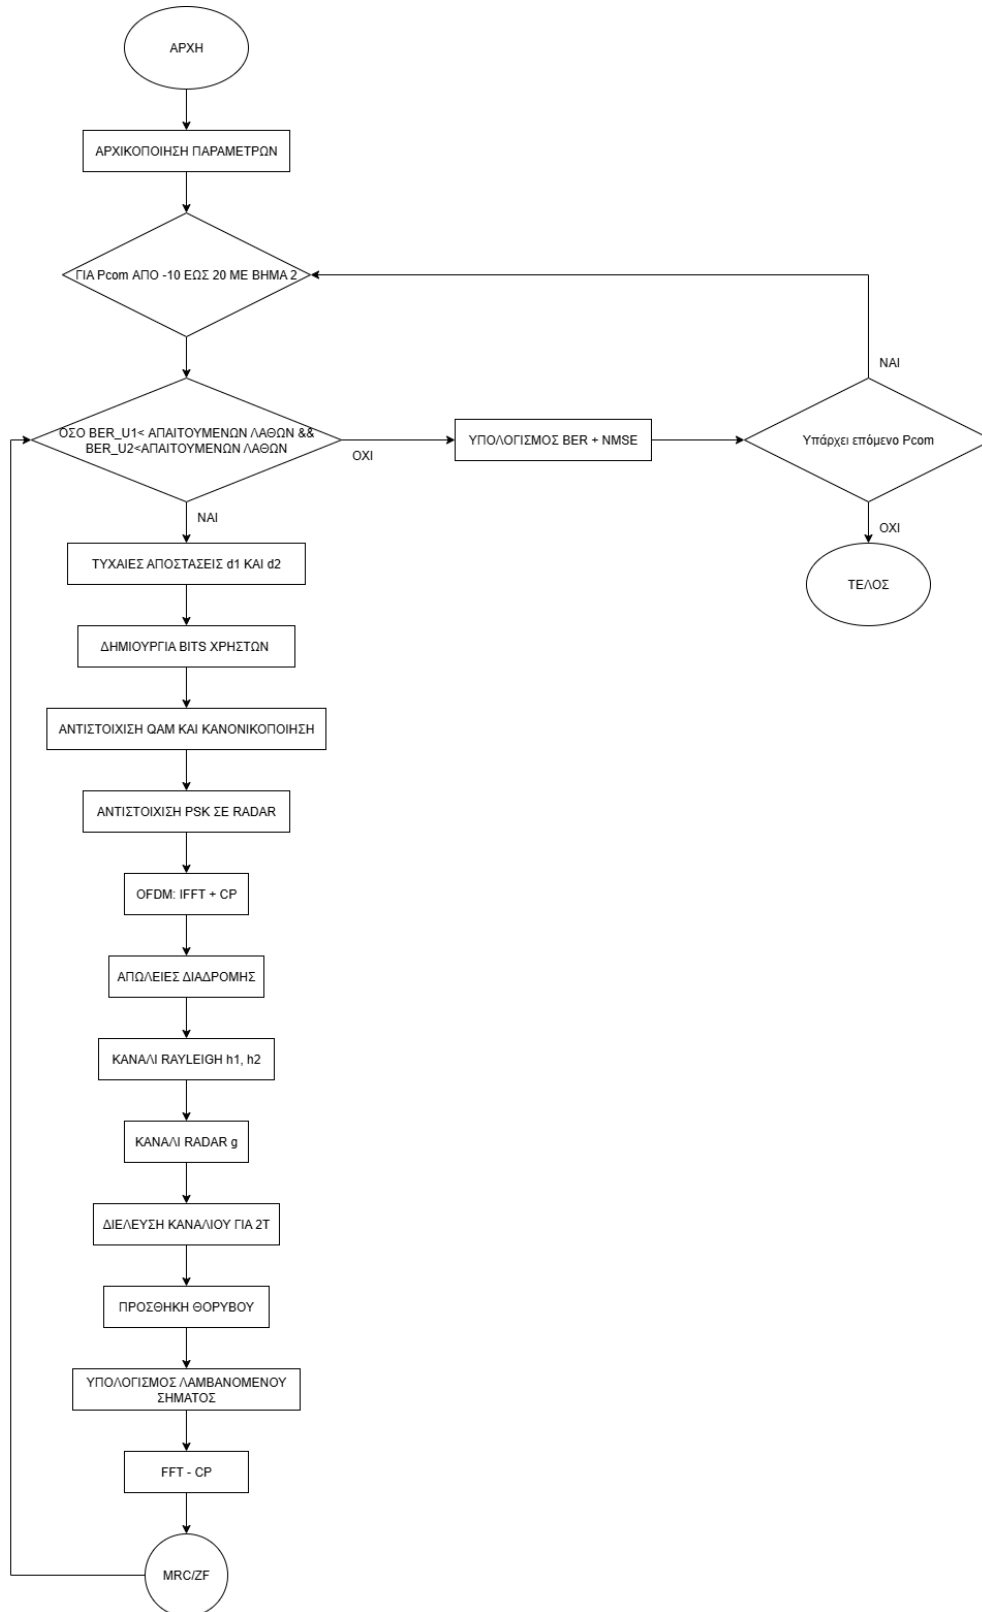 ΑΡΧΗ
ΑΡΧΙΚΟΠΟΙΗΣΗ ΠΑΡΑΜΕΤΡΩΝ
ΓΙΑ Pcom ΑΠΟ -10 ΕΩΣ 20 ΜΕ ΒΗΜΑ 2
ΝΑΙ
ΟΣΟ BER_U1< ΑΠΑΙΤΟΥΜΕΝΩΝ ΛΑΘΩΝ &&
BER_U2<ΑΠΑΙΤΟΥΜΕΝΩΝ ΛΑΘΩΝ
ΟΧΙ
ΥΠΟΛΟΓΙΣΜΟΣ BER + NMSE
Υπάρχει επόμενο Pcom
ΝΑΙ
ΟΧΙ
ΤΥΧΑΙΕΣ ΑΠΟΣΤΑΣΕΙΣ d1 ΚΑΙ d2
ΤΕΛΟΣ
ΔΗΜΙΟΥΡΓΙΑ BITS ΧΡΗΣΤΩΝ
ΑΝΤΙΣΤΟΙΧΙΣΗ QAM ΚΑΙ ΚΑΝΟΝΙΚΟΠΟΙΗΣΗ
ΑΝΤΙΣΤΟΙΧΙΣΗ PSK ΣΕ RADAR
OFDM: IFFT + CP
ΑΠΩΛΕΙΕΣ ΔΙΑΔΡΟΜΗΣ
ΚΑΝΑΛΙ RAYLEIGH h1, h2
ΚΑΝΑΛΙ RADAR g
ΔΙΕΛΕΥΣΗ ΚΑΝΑΛΙΟΥ ΓΙΑ 2Τ
ΠΡΟΣΘΗΚΗ ΘΟΡΥΒΟΥ
ΥΠΟΛΟΓΙΣΜΟΣ ΛΑΜΒΑΝΟΜΕΝΟΥ
ΣΗΜΑΤΟΣ
FFT - CP
MRC/ZF